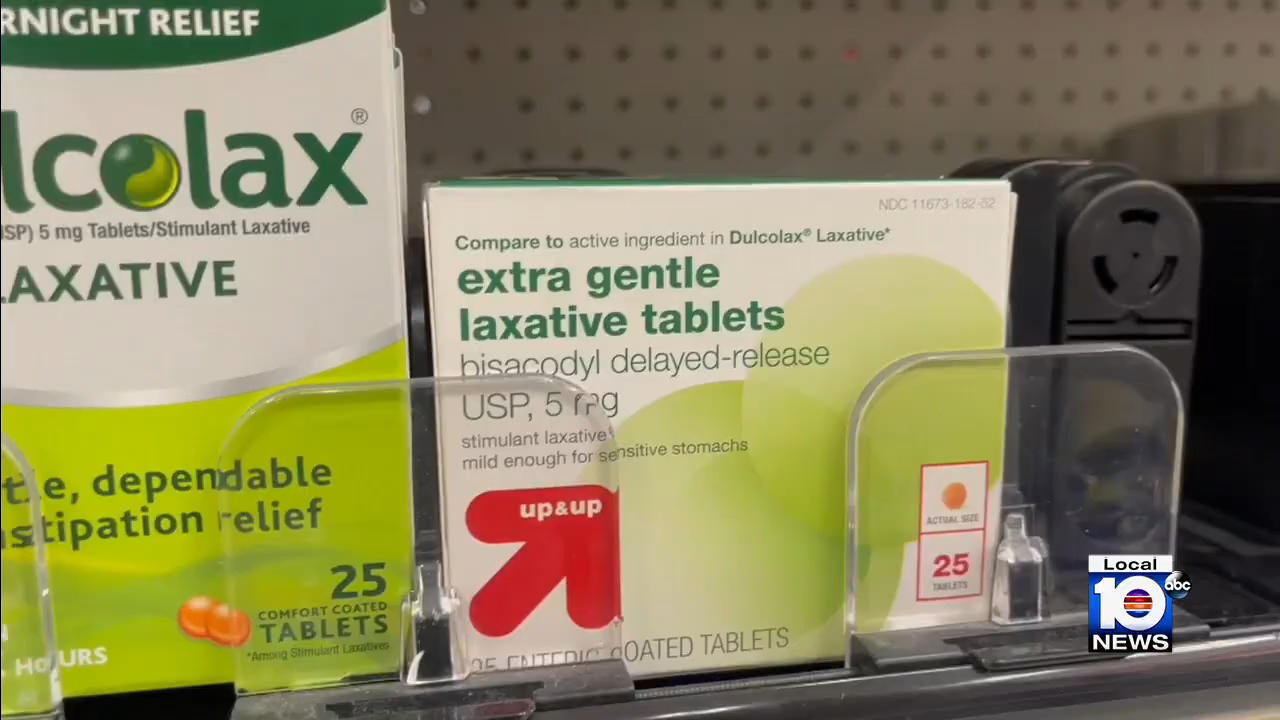 RNIGHT RELIEF
lcolax®
USP) 5 mg Tablets/Stimulant Laxative
LAXATIVE
tle, dependable
stipation relief
25
COMFORT COATED
TABLETS
*Among Stimulant Laxatives
HOURS
NDC 11673-182-52
Compare to active ingredient in Dulcolax® Laxative*
extra gentle
laxative tablets
bisacodyl delayed-release
USP, 5 mg
stimulant laxative
mild enough for sensitive stomachs
up&up
ACTUAL SIZE
25
TABLETS
25 ENTERIC COATED TABLETS
Local
10
abc
NEWS